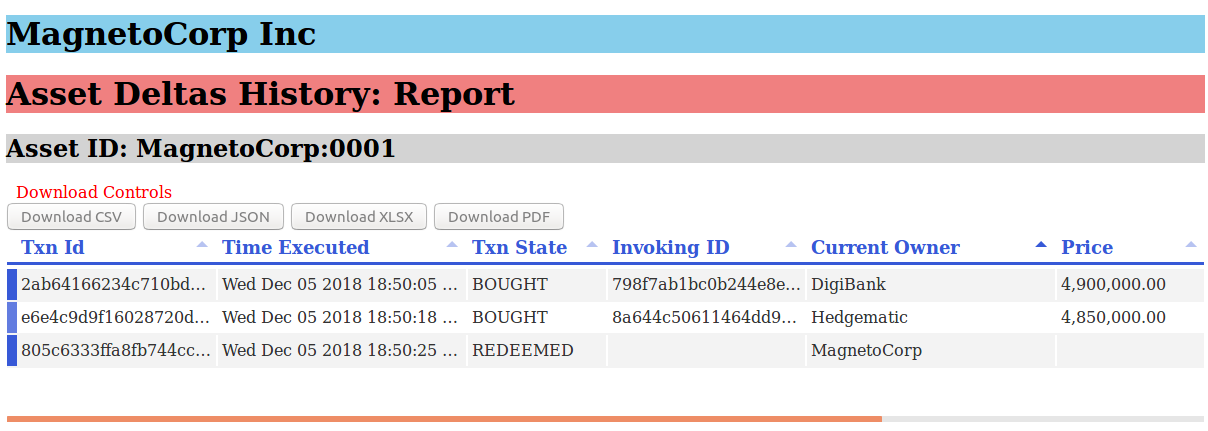 MagnetoCorp Inc
Asset Deltas History: Report
Asset ID: MagnetoCorp:0001
Download Controls
Download CSV Download JSON Download XLSX Download PDF
Txn Id Time Executed Txn State Invoking ID Current Owner Price
2ab64166234c710bd... Wed Dec 05 2018 18:50:05 ... BOUGHT 798f7ab1bc0b244e8e... DigiBank 4,900,000.00
e6e4c9d9f16028720d... Wed Dec 05 2018 18:50:18 ... BOUGHT 8a644c50611464dd9... Hedgematic 4,850,000.00
805c6333ffa8fb744cc... Wed Dec 05 2018 18:50:25 ... REDEEMED MagnetoCorp